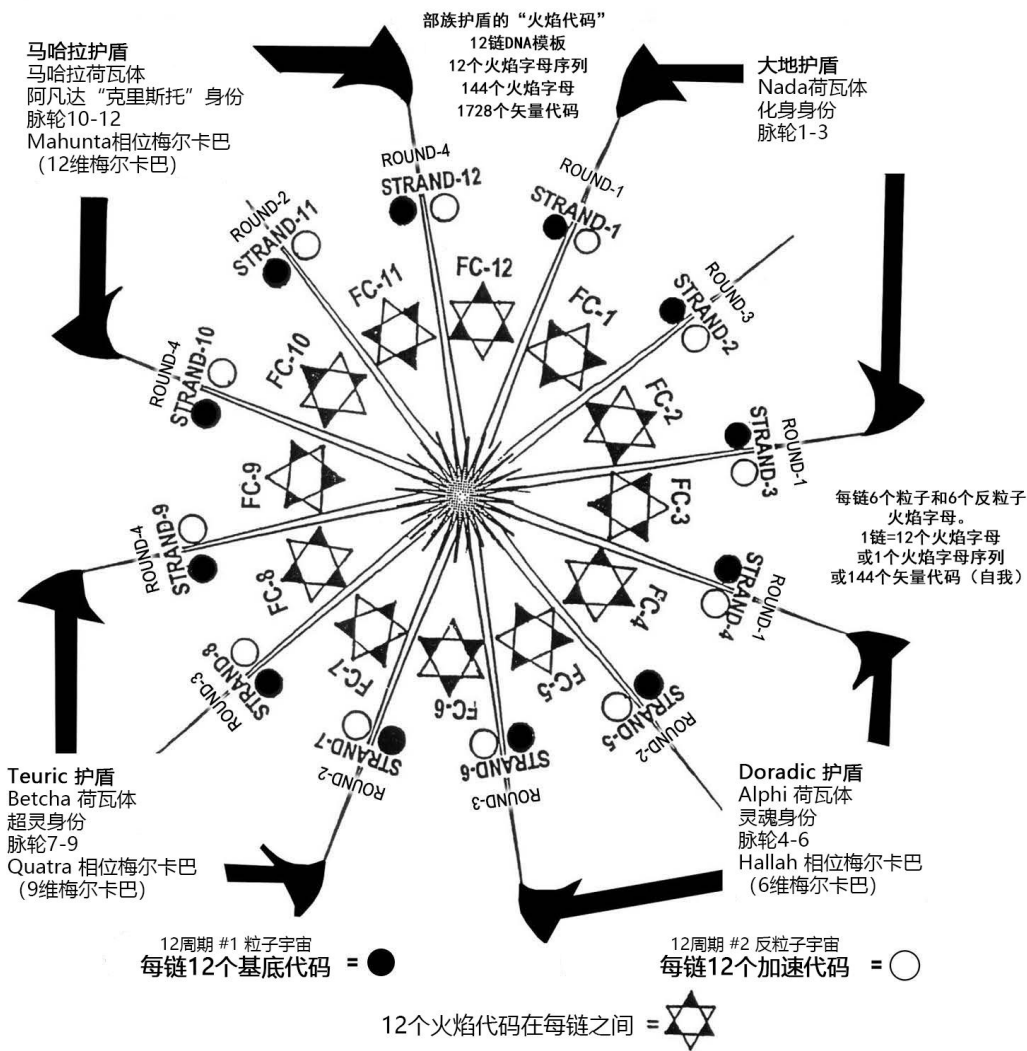 部族护盾的“火焰代码”
12链DNA模板
12个火焰字母序列
144个火焰字母
1728个矢量代码
马哈拉护盾
马哈拉荷瓦体
阿凡达“克里斯托”身份
脉轮10-12
Mahunta相位梅尔卡巴
（12维梅尔卡巴）
大地护盾
Nada荷瓦体
化身身份
脉轮1-3
ROUND-4
STRAND-12
FC-12
ROUND-1
STRAND-1
FC-1
ROUND-3
STRAND-2
FC-2
ROUND-1
STRAND-3
FC-3
ROUND-1
STRAND-4
FC-4
ROUND-2
STRAND-5
FC-5
ROUND-3
STRAND-6
FC-6
ROUND-2
STRAND-7
FC-7
ROUND-3
STRAND-8
FC-8
ROUND-4
STRAND-9
FC-9
ROUND-4
STRAND-10
FC-10
ROUND-2
STRAND-11
FC-11
每链6个粒子和6个反粒子
火焰字母。
1链=12个火焰字母
或1个火焰字母序列
或144个矢量代码（自我）
Teuric 护盾
Betcha 荷瓦体
超灵身份
脉轮7-9
Quatra 相位梅尔卡巴
（9维梅尔卡巴）
Doradic 护盾
Alphi 荷瓦体
灵魂身份
脉轮4-6
Hallah 相位梅尔卡巴
（6维梅尔卡巴）
12周期 #1 粒子宇宙
每链12个基底代码 =
12周期 #2 反粒子宇宙
每链12个加速代码 =
12个火焰代码在每链之间 =